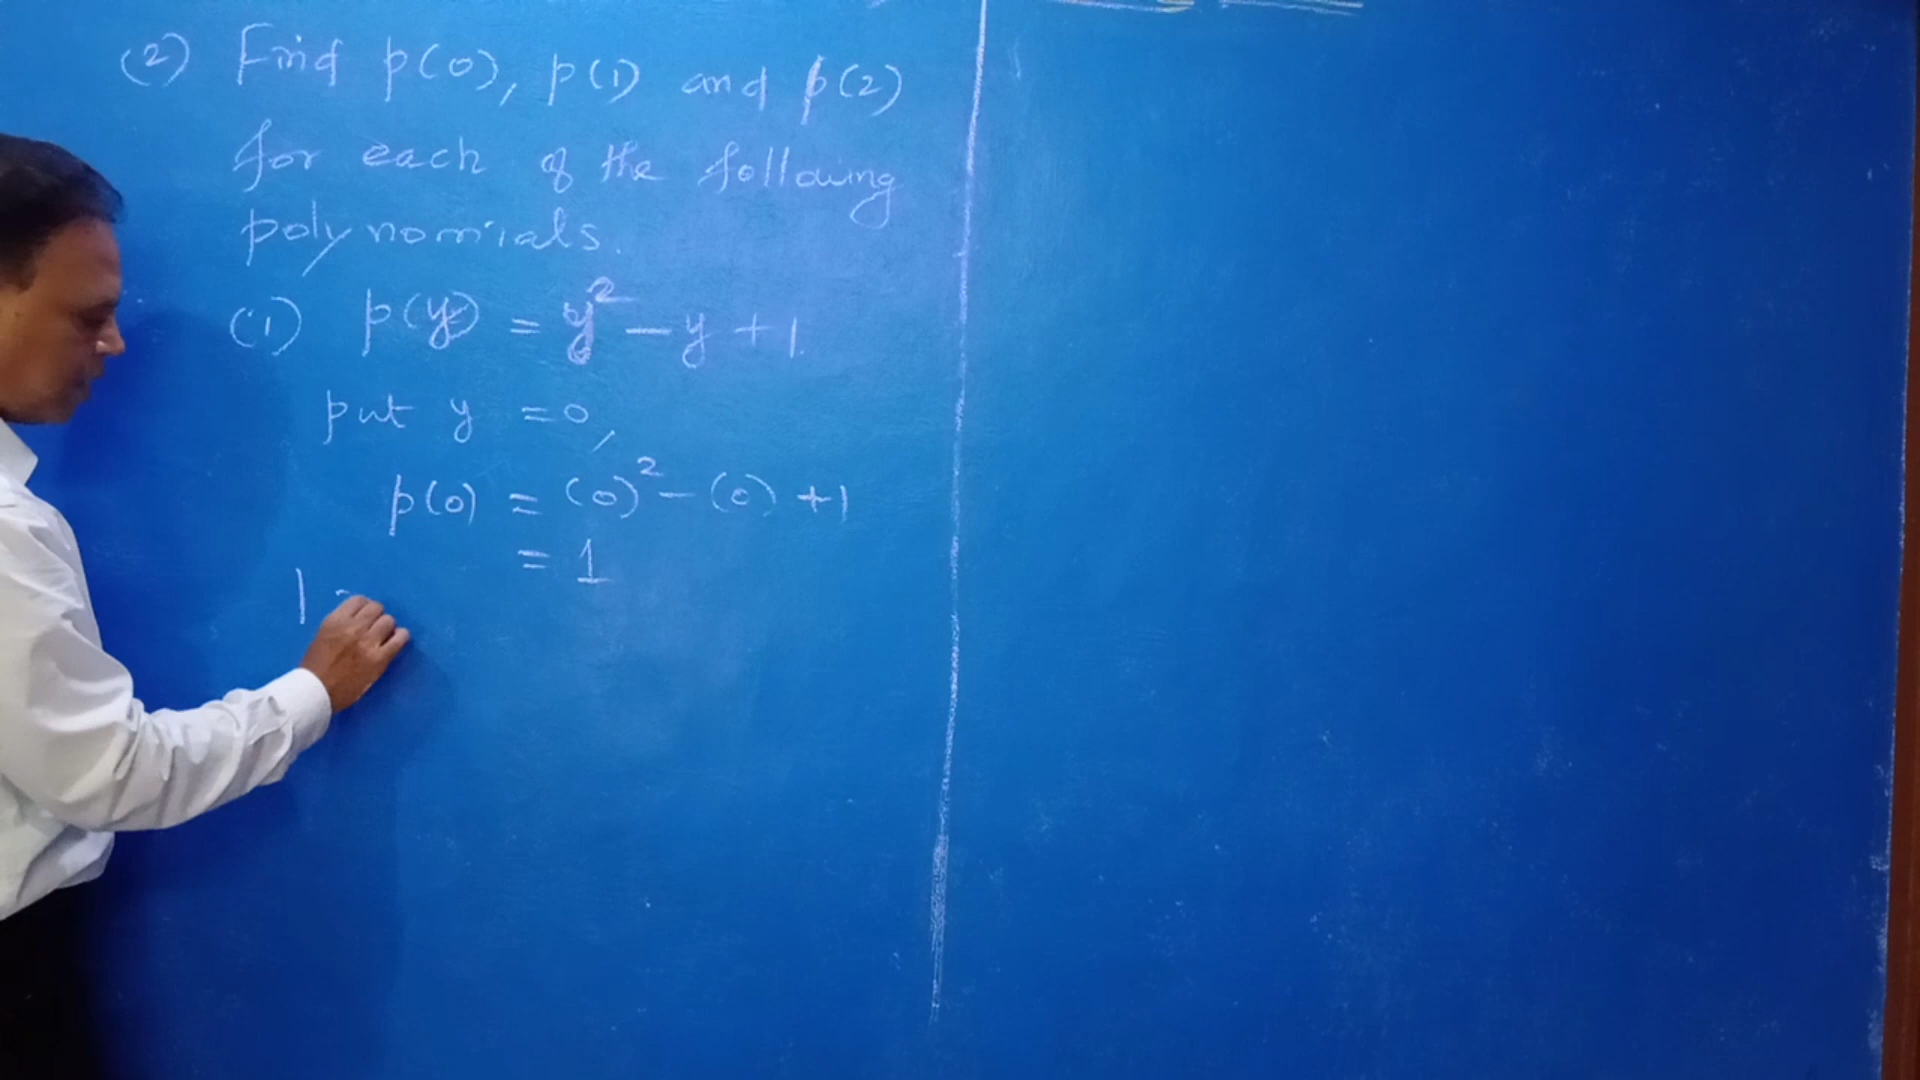 (2) Find p(0), p(1) and p(2)
for each of the following
polynomials.
(1) p(y) = y² - y + 1
put y = 0,
p(0) = (0)² - (0) + 1
= 1